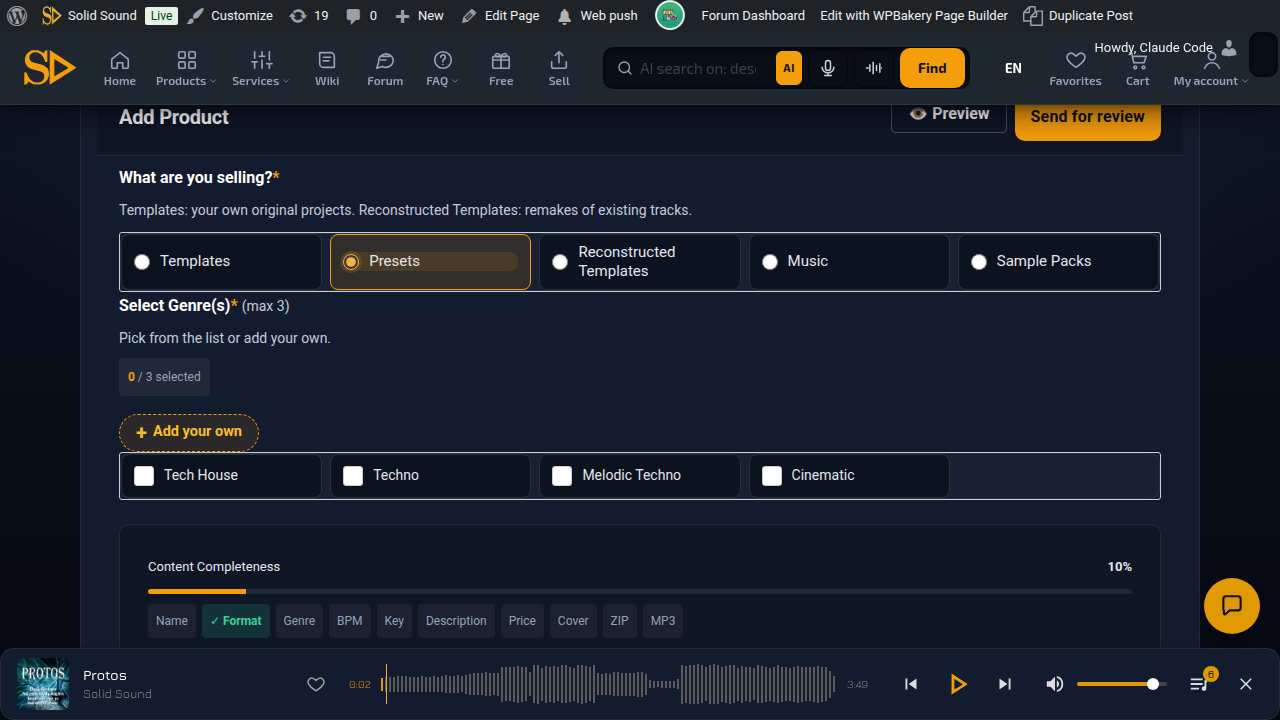 Solid Sound Live Customize 19 0 New Edit Page Web push Forum Dashboard Edit with WPBakery Page Builder Duplicate Post
Howdy, Claude Code
Home Products Services Wiki Forum FAQ Free Sell AI search on: desc AI Find EN Favorites Cart My account
Add Product Preview Send for review
What are you selling?*
Templates: your own original projects. Reconstructed Templates: remakes of existing tracks.
Templates Presets Reconstructed Templates Music Sample Packs
Select Genre(s)* (max 3)
Pick from the list or add your own.
0 / 3 selected
+ Add your own
Tech House Techno Melodic Techno Cinematic
Content Completeness 10%
Name ✓ Format Genre BPM Key Description Price Cover ZIP MP3
PROTOS
Protos
Solid Sound
0:02 3:49 6